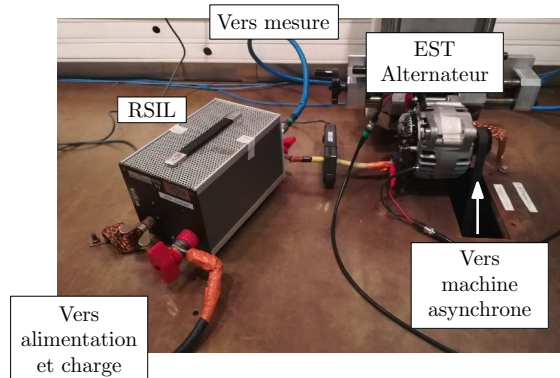 Vers mesure
EST
Alternateur
RSIL
Vers
machine
asynchrone
Vers
alimentation
et charge